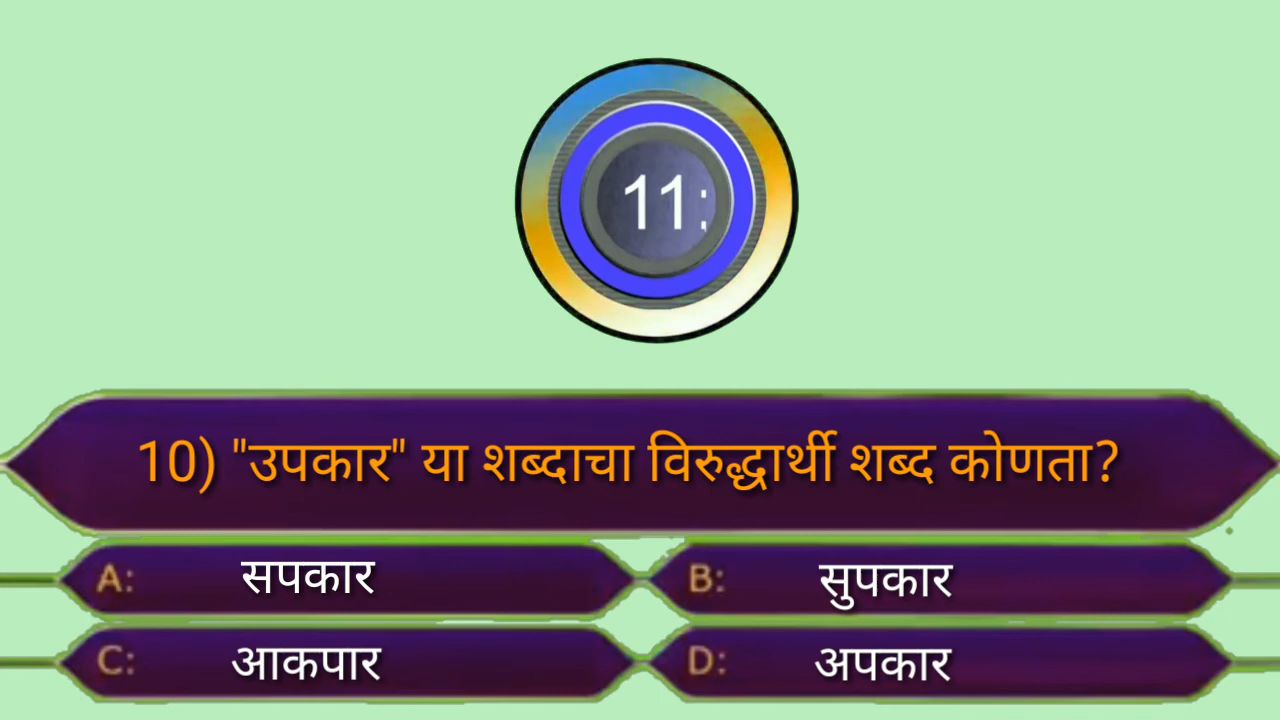 11:
10) "उपकार" या शब्दाचा विरुद्धार्थी शब्द कोणता?
A: सपकार
B: सुपकार
C: आकपार
D: अपकार